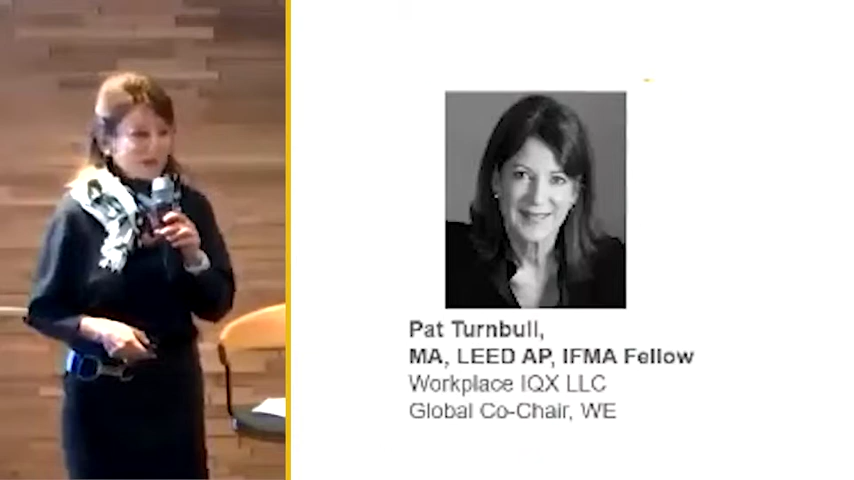 Pat Turnbull,
MA, LEED AP, IFMA Fellow
Workplace IQX LLC
Global Co-Chair, WE